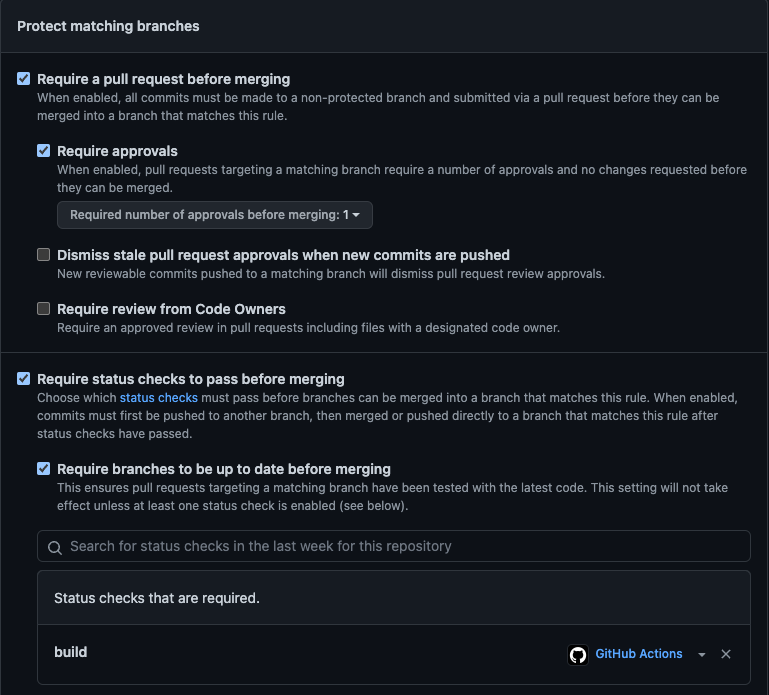 Protect matching branches
Require a pull request before merging
When enabled, all commits must be made to a non-protected branch and submitted via a pull request before they can be
merged into a branch that matches this rule.
Require approvals
When enabled, pull requests targeting a matching branch require a number of approvals and no changes requested before
they can be merged.
Required number of approvals before merging: 1
Dismiss stale pull request approvals when new commits are pushed
New reviewable commits pushed to a matching branch will dismiss pull request review approvals.
Require review from Code Owners
Require an approved review in pull requests including files with a designated code owner.
Require status checks to pass before merging
Choose which status checks must pass before branches can be merged into a branch that matches this rule. When enabled,
commits must first be pushed to another branch, then merged or pushed directly to a branch that matches this rule after
status checks have passed.
Require branches to be up to date before merging
This ensures pull requests targeting a matching branch have been tested with the latest code. This setting will not take
effect unless at least one status check is enabled (see below).
Search for status checks in the last week for this repository
Status checks that are required.
build GitHub Actions